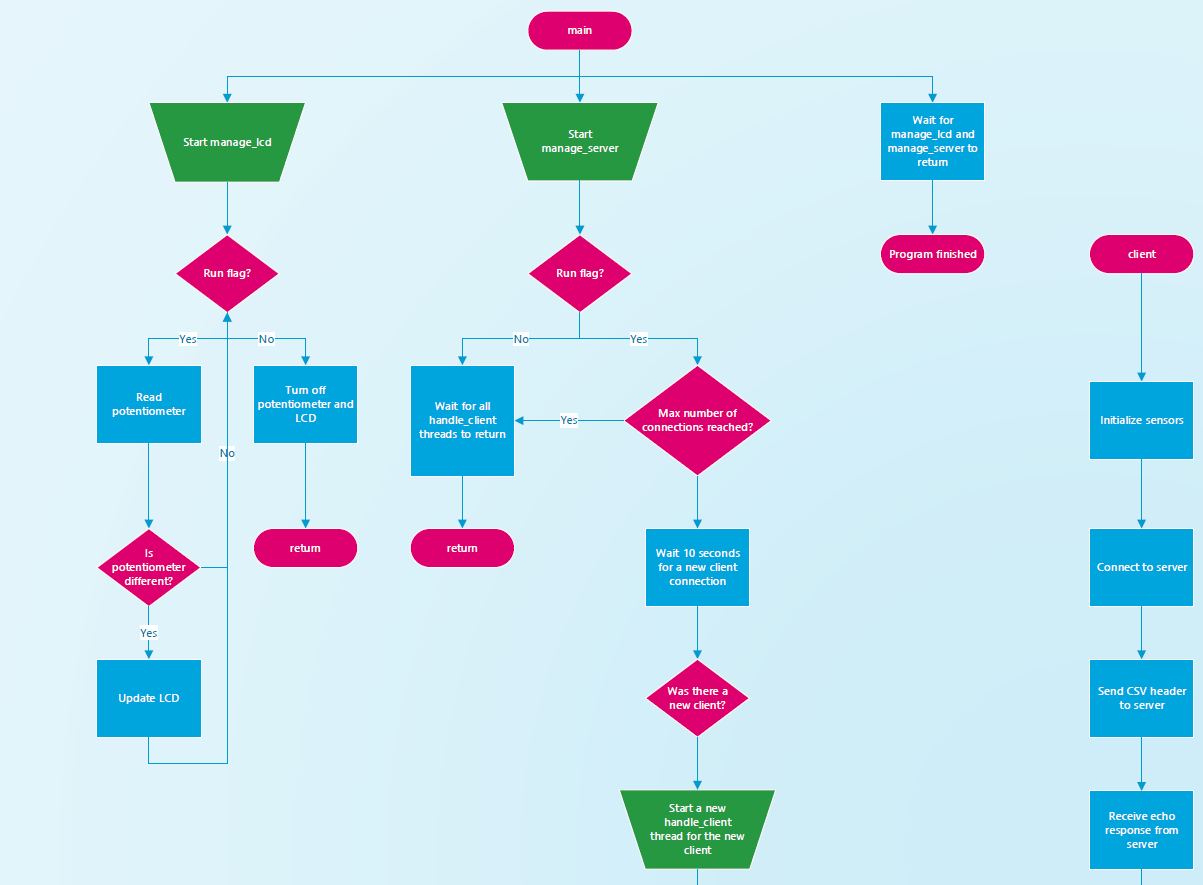 main
Start manage_lcd
Start
manage_server
Wait for
manage_lcd and
manage_server to
return
Run flag?
Run flag?
Program finished
client
Yes
No
No
Yes
Read
potentiometer
Turn off
potentiometer and
LCD
Wait for all
handle_client
threads to return
Yes
Max number of
connections reached?
Initialize sensors
No
Is
potentiometer
different?
return
return
Wait 10 seconds
for a new client
connection
Connect to server
Yes
Update LCD
Was there a
new client?
Send CSV header
to server
Start a new
handle_client
thread for the new
client
Receive echo
response from
server